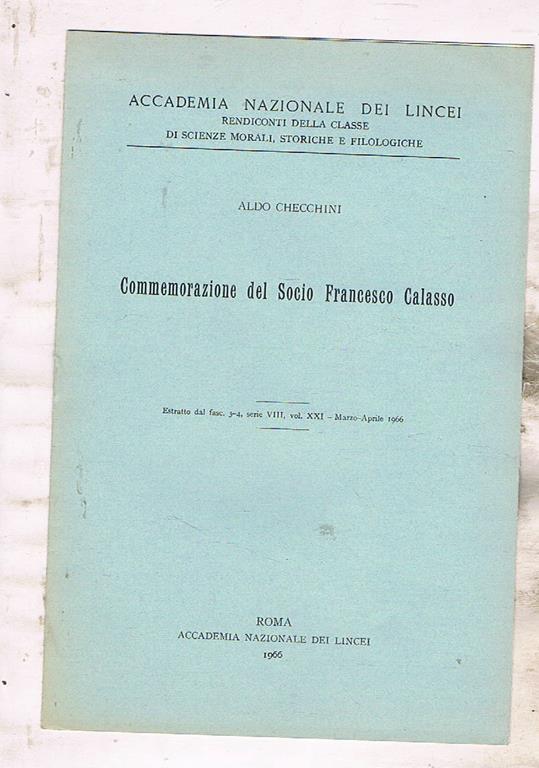 ACCADEMIA NAZIONALE DEI LINCEI
RENDICONTI DELLA CLASSE
DI SCIENZE MORALI, STORICHE E FILOLOGICHE
ALDO CHECCHINI
Commemorazione del Socio Francesco Calasso
Estratto dal fasc. 3-4, serie VIII, vol. XXI – Marzo-Aprile 1966
ROMA
ACCADEMIA NAZIONALE DEI LINCEI
1966